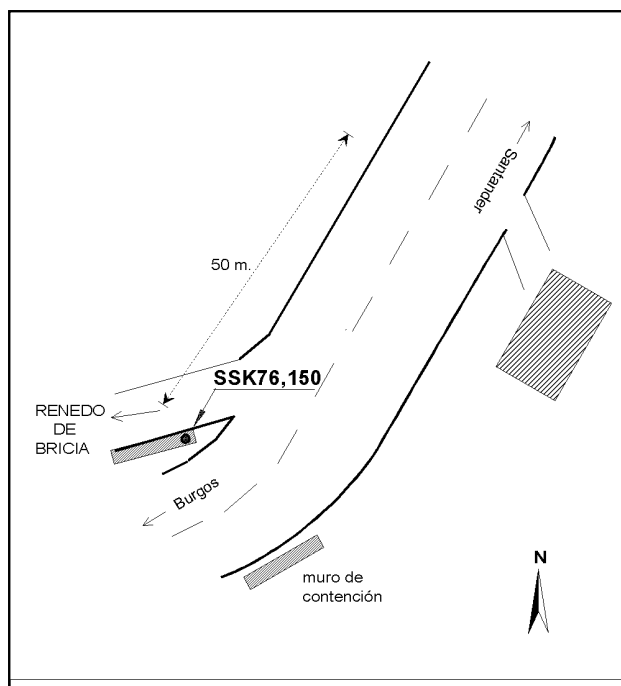 Santander
50 m.
SSK76,150
RENEDO
DE
BRICIA
Burgos
muro de
contención
N